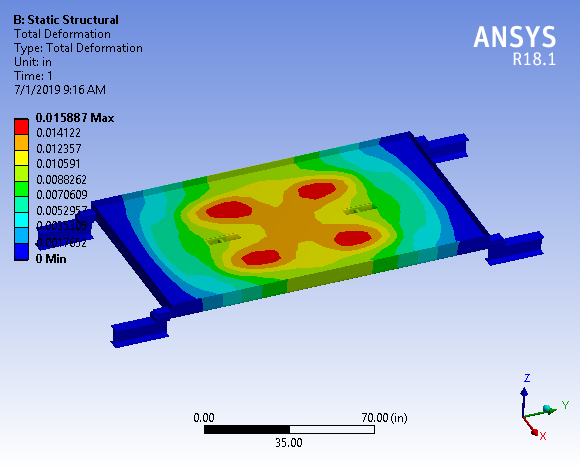 B: Static Structural
Total Deformation
Type: Total Deformation
Unit: in
Time: 1
7/1/2019 9:16 AM
ANSYS
R18.1
0.015887 Max
0.014122
0.012357
0.010591
0.0088262
0.0070609
0.0052957
0 Min
Z
Y
X
0.00
70.00 (in)
35.00